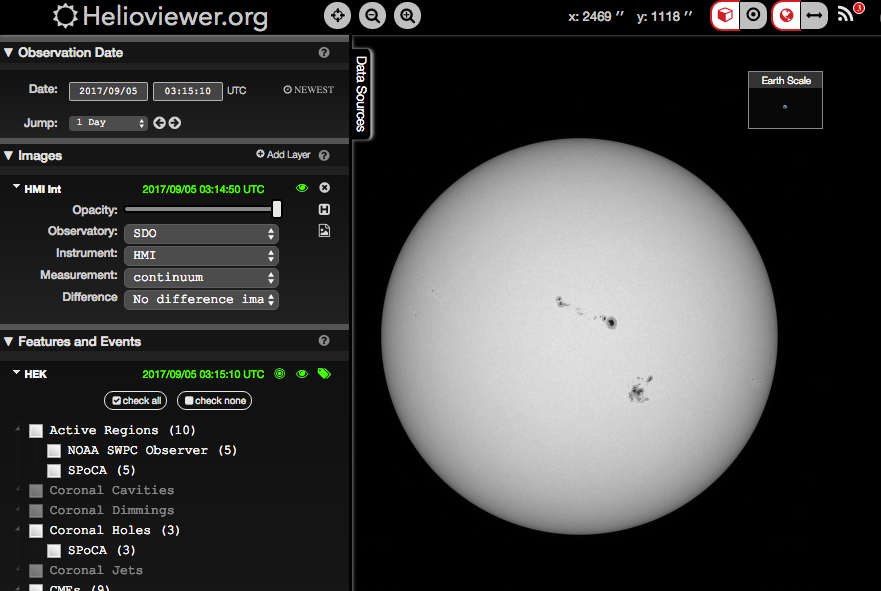 Helioviewer.org
x: 2469 ″ y: 1118 ″
3
Observation Date
Date: 2017/09/05 03:15:10 UTC NEWEST
Jump: 1 Day
Images Add Layer
HMI Int 2017/09/05 03:14:50 UTC
Opacity:
Observatory: SDO
Instrument: HMI
Measurement: continuum
Difference No difference ima
Features and Events
HEK 2017/09/05 03:15:10 UTC
check all check none
Active Regions (10)
NOAA SWPC Observer (5)
SPoCA (5)
Coronal Cavities
Coronal Dimmings
Coronal Holes (3)
SPoCA (3)
Coronal Jets
CMEs (9)
Data Sources
Earth Scale